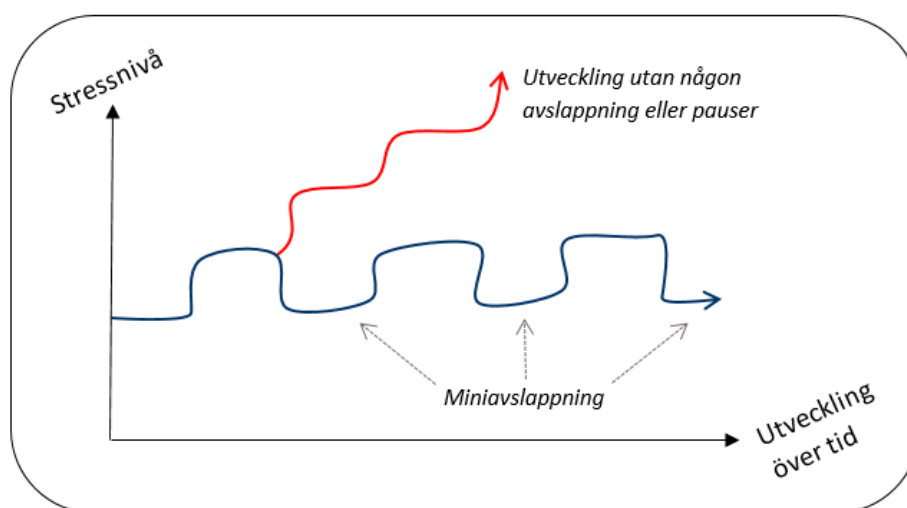 Stressnivå
Utveckling utan någon
avslappning eller pauser
Miniavslappning
Utveckling
över tid